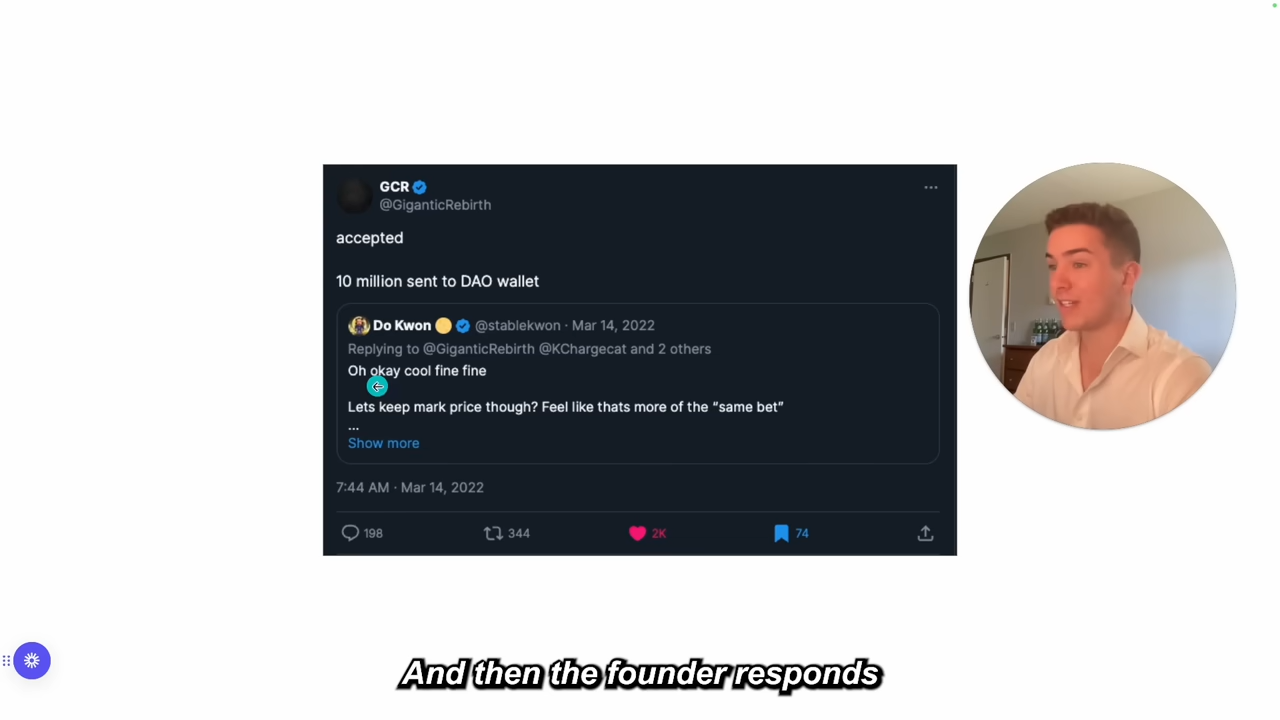 GCR
@GiganticRebirth
accepted
10 million sent to DAO wallet
Do Kwon @stablekwon · Mar 14, 2022
Replying to @GiganticRebirth @KChargecat and 2 others
Oh okay cool fine fine
Lets keep mark price though? Feel like thats more of the “same bet”
...
Show more
7:44 AM · Mar 14, 2022
198 344 2K 74
And then the founder responds